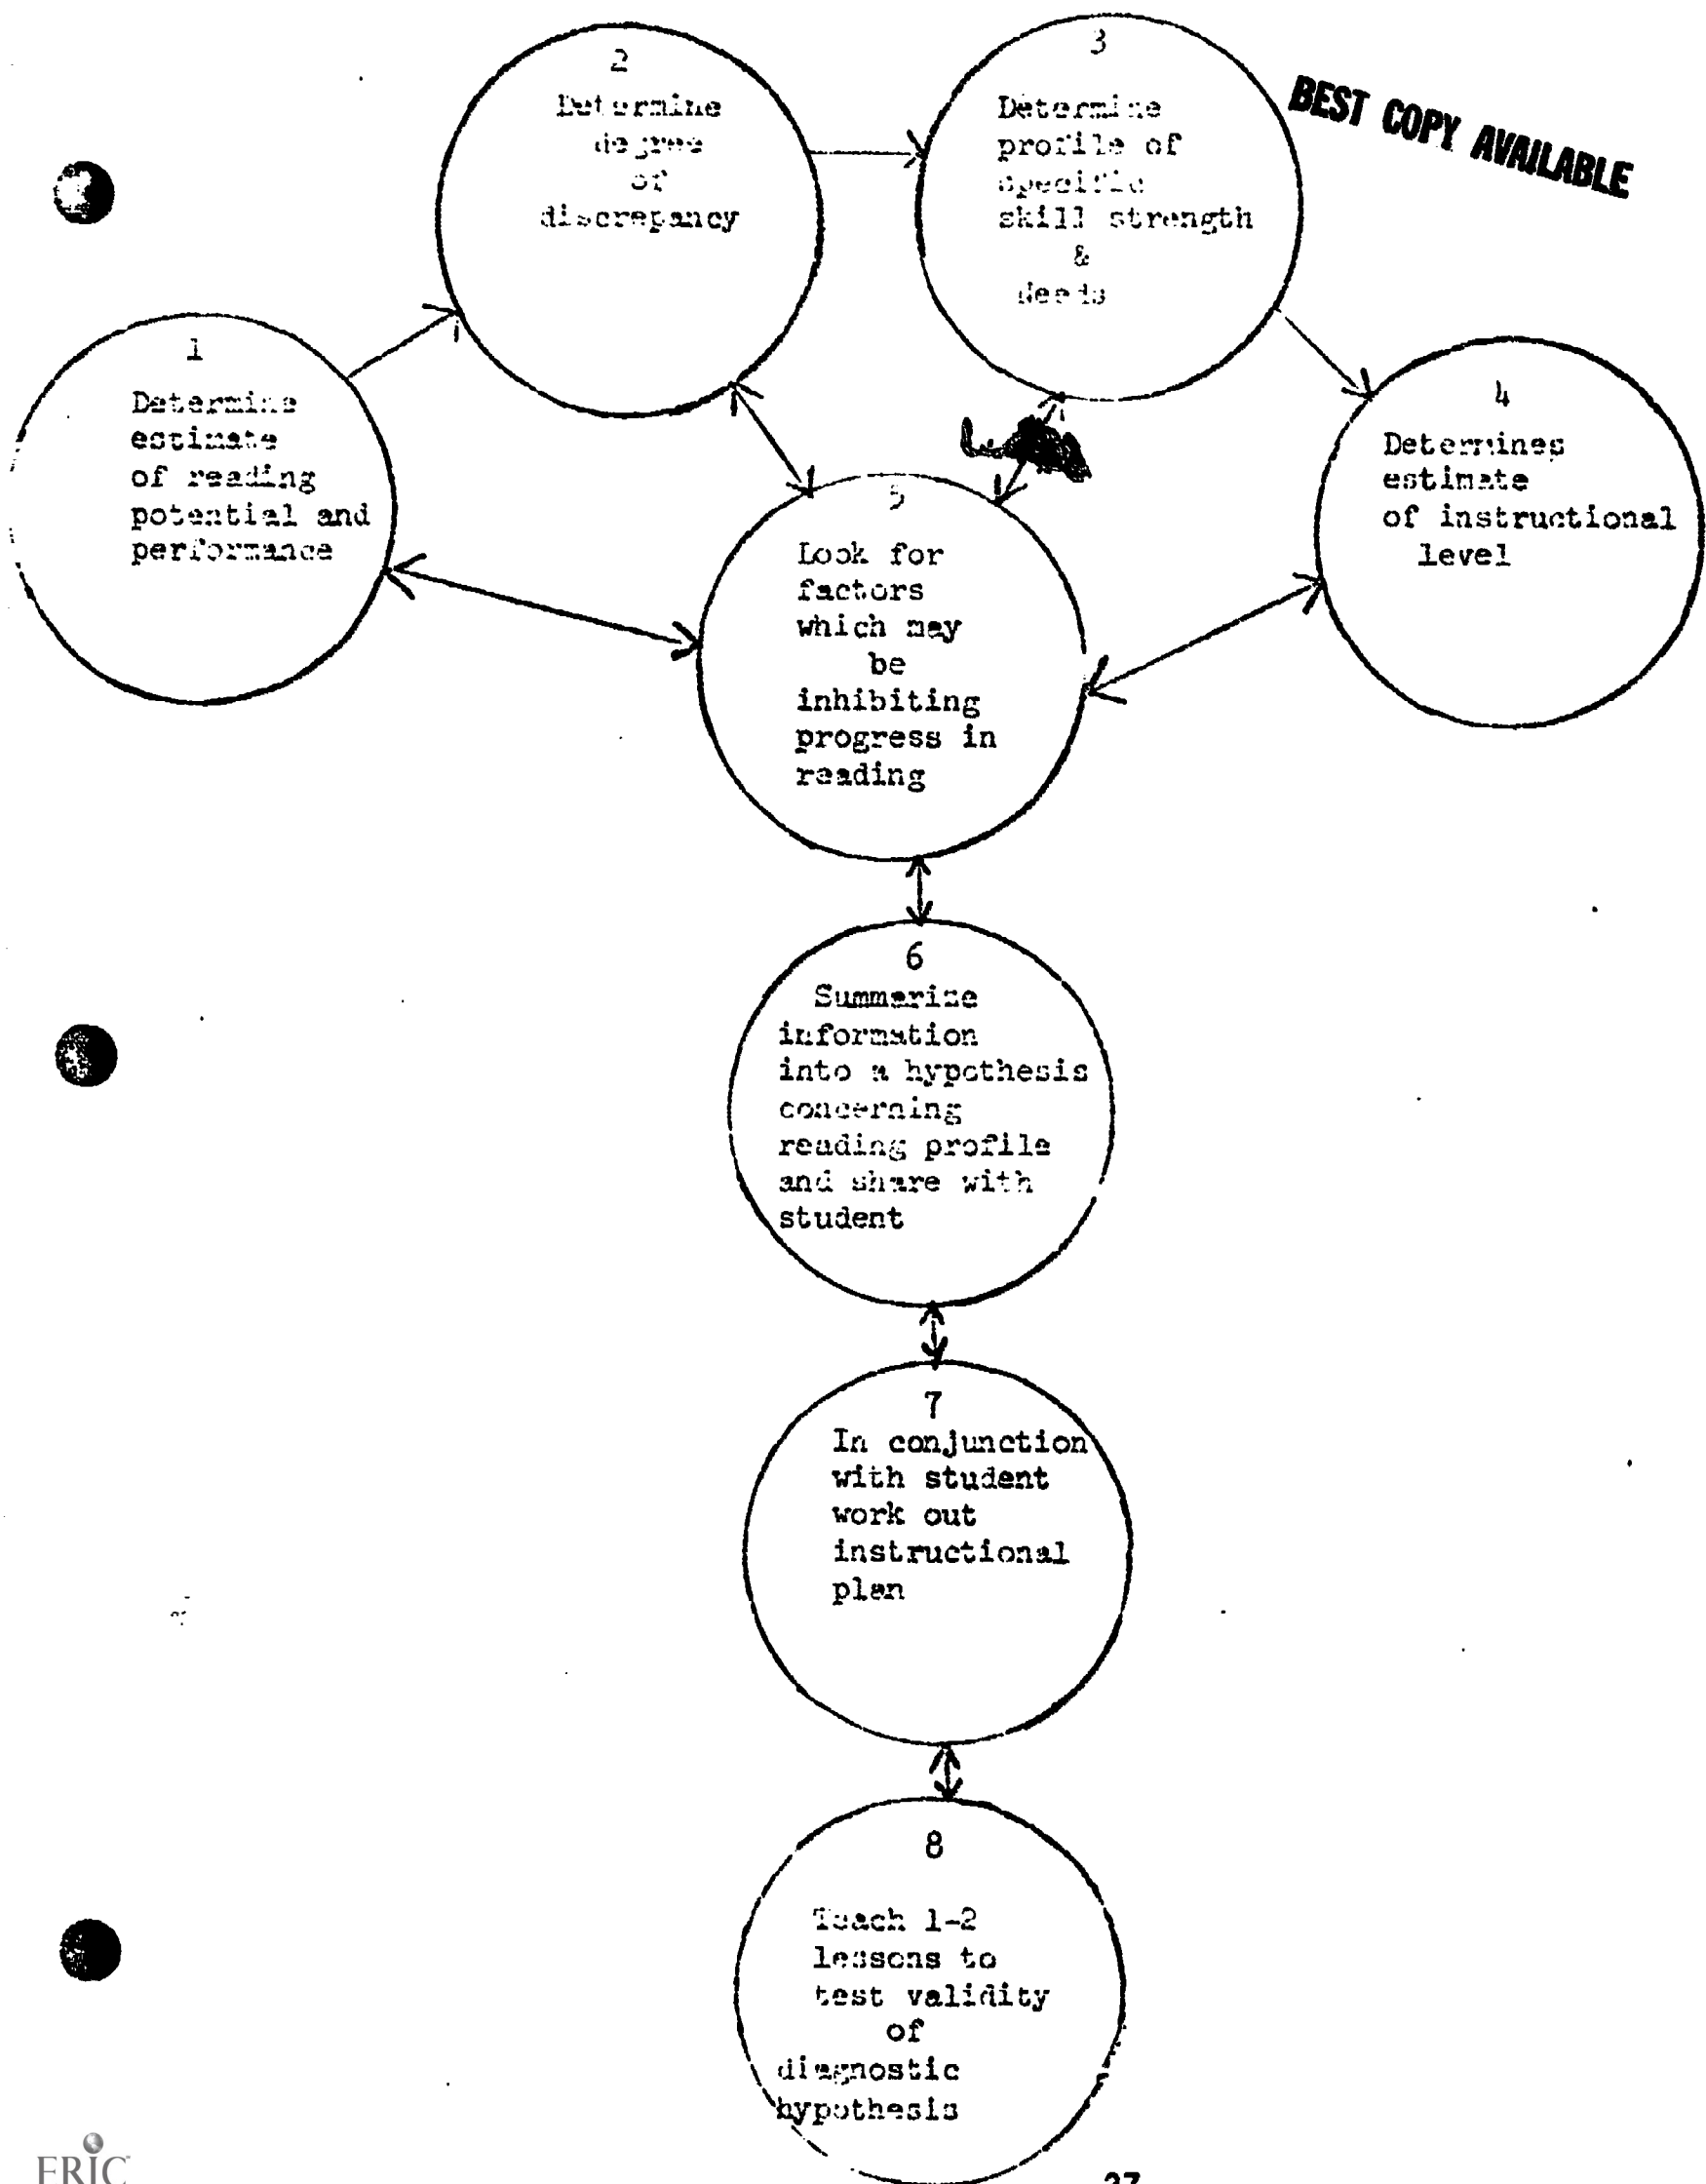 BEST COPY AVAILABLE
1
Determine
estimate
of reading
potential and
performance
2
Determine
degree
of
discrepancy
3
Determine
profile of
specific
skill strength
&
needs
4
Determines
estimate
of instructional
level
5
Look for
factors
which may
be
inhibiting
progress in
reading
6
Summarize
information
into a hypothesis
concerning
reading profile
and share with
student
7
In conjunction
with student
work out
instructional
plan
8
Teach 1-2
lessons to
test validity
of
diagnostic
hypothesis
ERIC
37